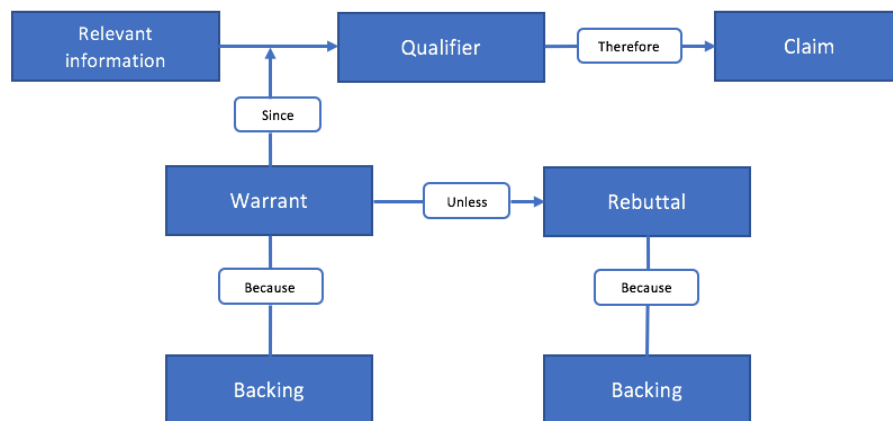 Relevant
information
Qualifier
Therefore
Claim
Since
Warrant
Unless
Rebuttal
Because
Because
Backing
Backing